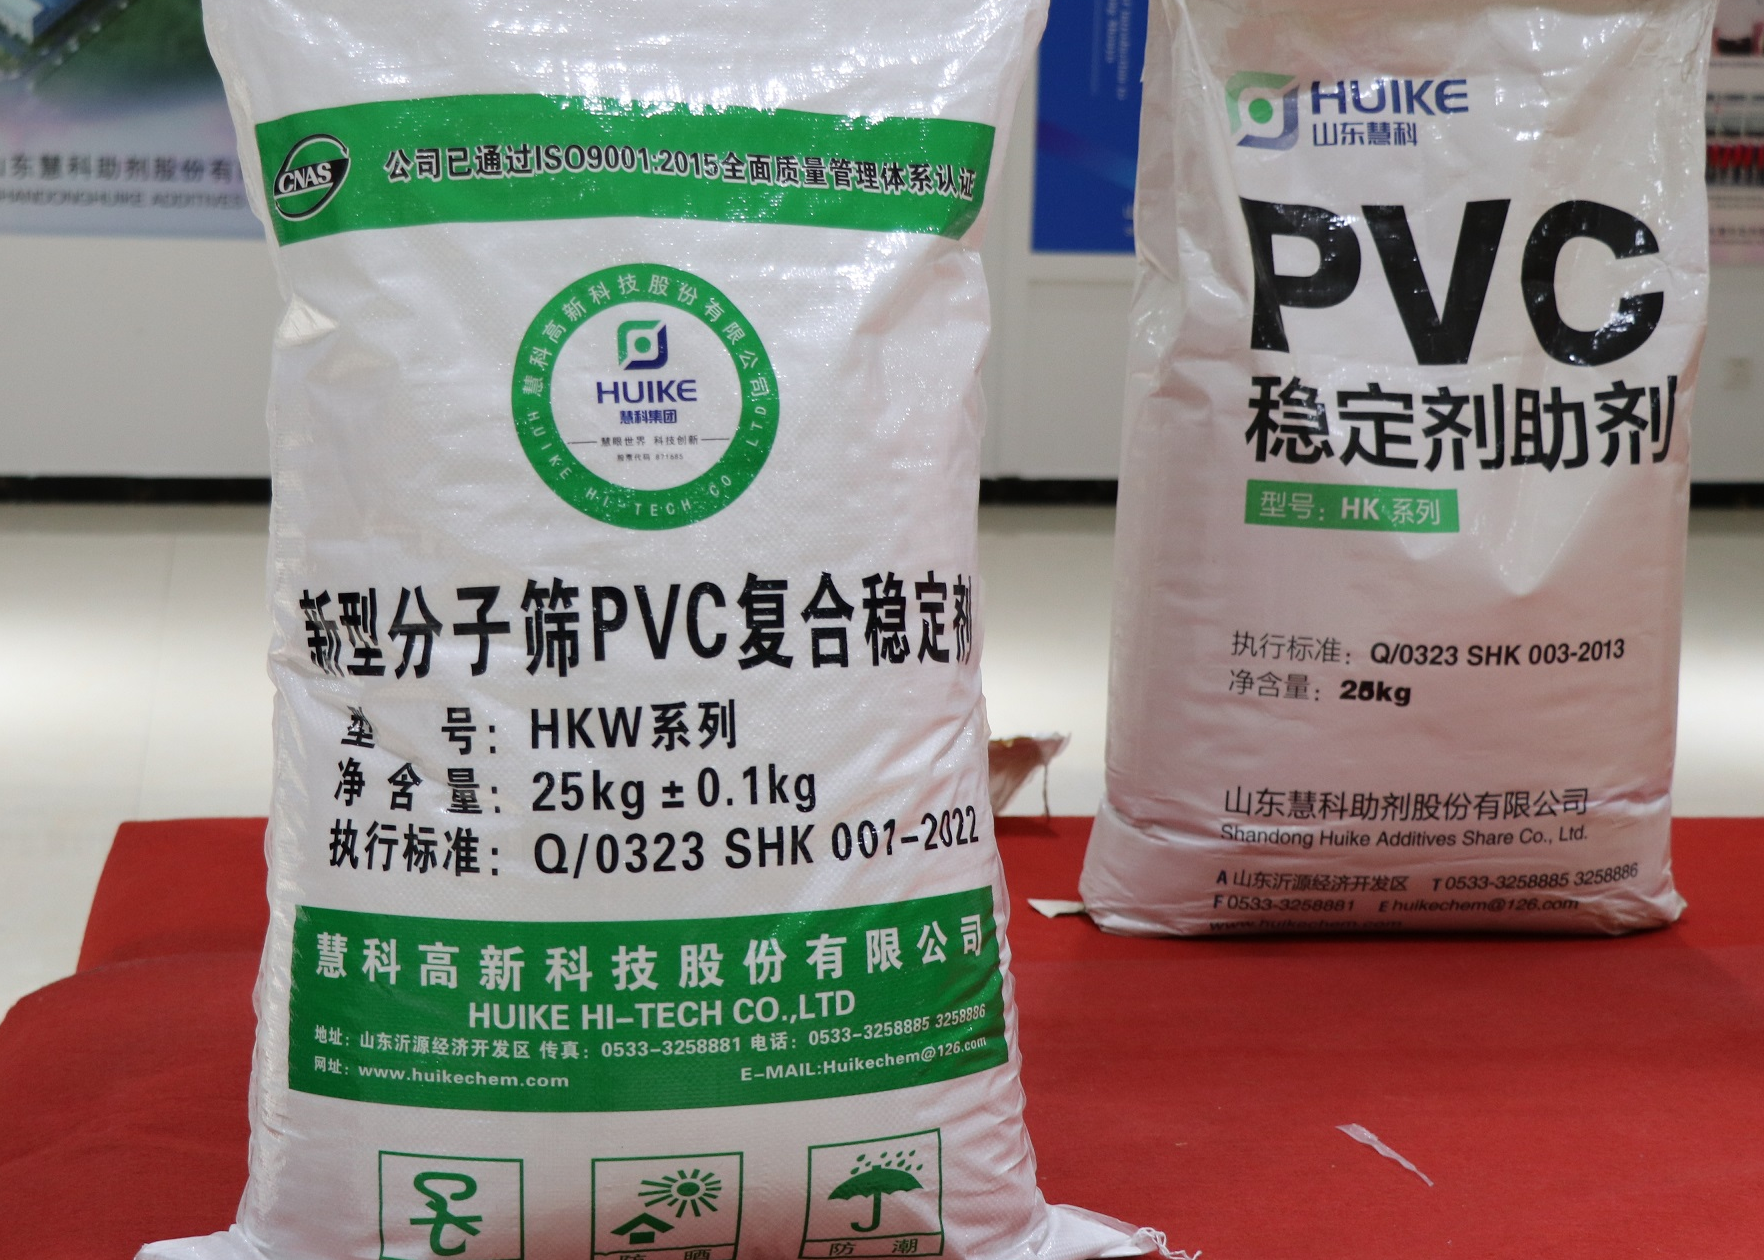 CNAS
公司已通过ISO9001:2015全面质量管理体系认证
慧科高新科技股份有限公司
HUIKE
慧科集团
慧眼世界 科技创新
HUIKE HI-TECH CO LTD
新型分子筛PVC复合稳定剂
型 号： HKW系列
净含量： 25kg±0.1kg
执行标准： Q/0323 SHK 001-2022
慧科高新科技股份有限公司
HUIKE HI-TECH CO.,LTD
地址：山东沂源经济开发区 传真：0533-3258881 电话：0533-3258885 3258886
网址：www.huikechem.com E-MAIL:Huikechem@126.com
防晒
防潮
HUIKE
山东慧科
PVC
稳定剂助剂
型号：HK 系列
执行标准：Q/0323 SHK 003-2013
净含量：25kg
山东慧科助剂股份有限公司
Shandong Huike Additives Share Co., Ltd.
A 山东沂源经济开发区 T 0533-3258885 3258886
F 0533-3258881 E huikechem@126.com
www.huikechem.com
东慧科助剂股份有
HANDONGHUIKE ADDITIVES